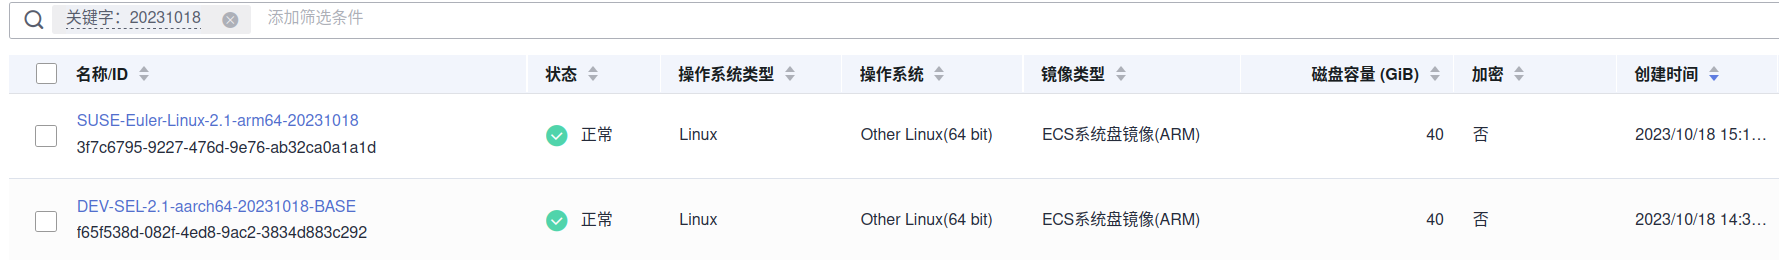 关键字：20231018 添加筛选条件
名称/ID 状态 操作系统类型 操作系统 镜像类型 磁盘容量 (GiB) 加密 创建时间
SUSE-Euler-Linux-2.1-arm64-20231018
3f7c6795-9227-476d-9e76-ab32ca0a1a1d
正常 Linux Other Linux(64 bit) ECS系统盘镜像(ARM) 40 否 2023/10/18 15:1...
DEV-SEL-2.1-aarch64-20231018-BASE
f65f538d-082f-4ed8-9ac2-3834d883c292
正常 Linux Other Linux(64 bit) ECS系统盘镜像(ARM) 40 否 2023/10/18 14:3...